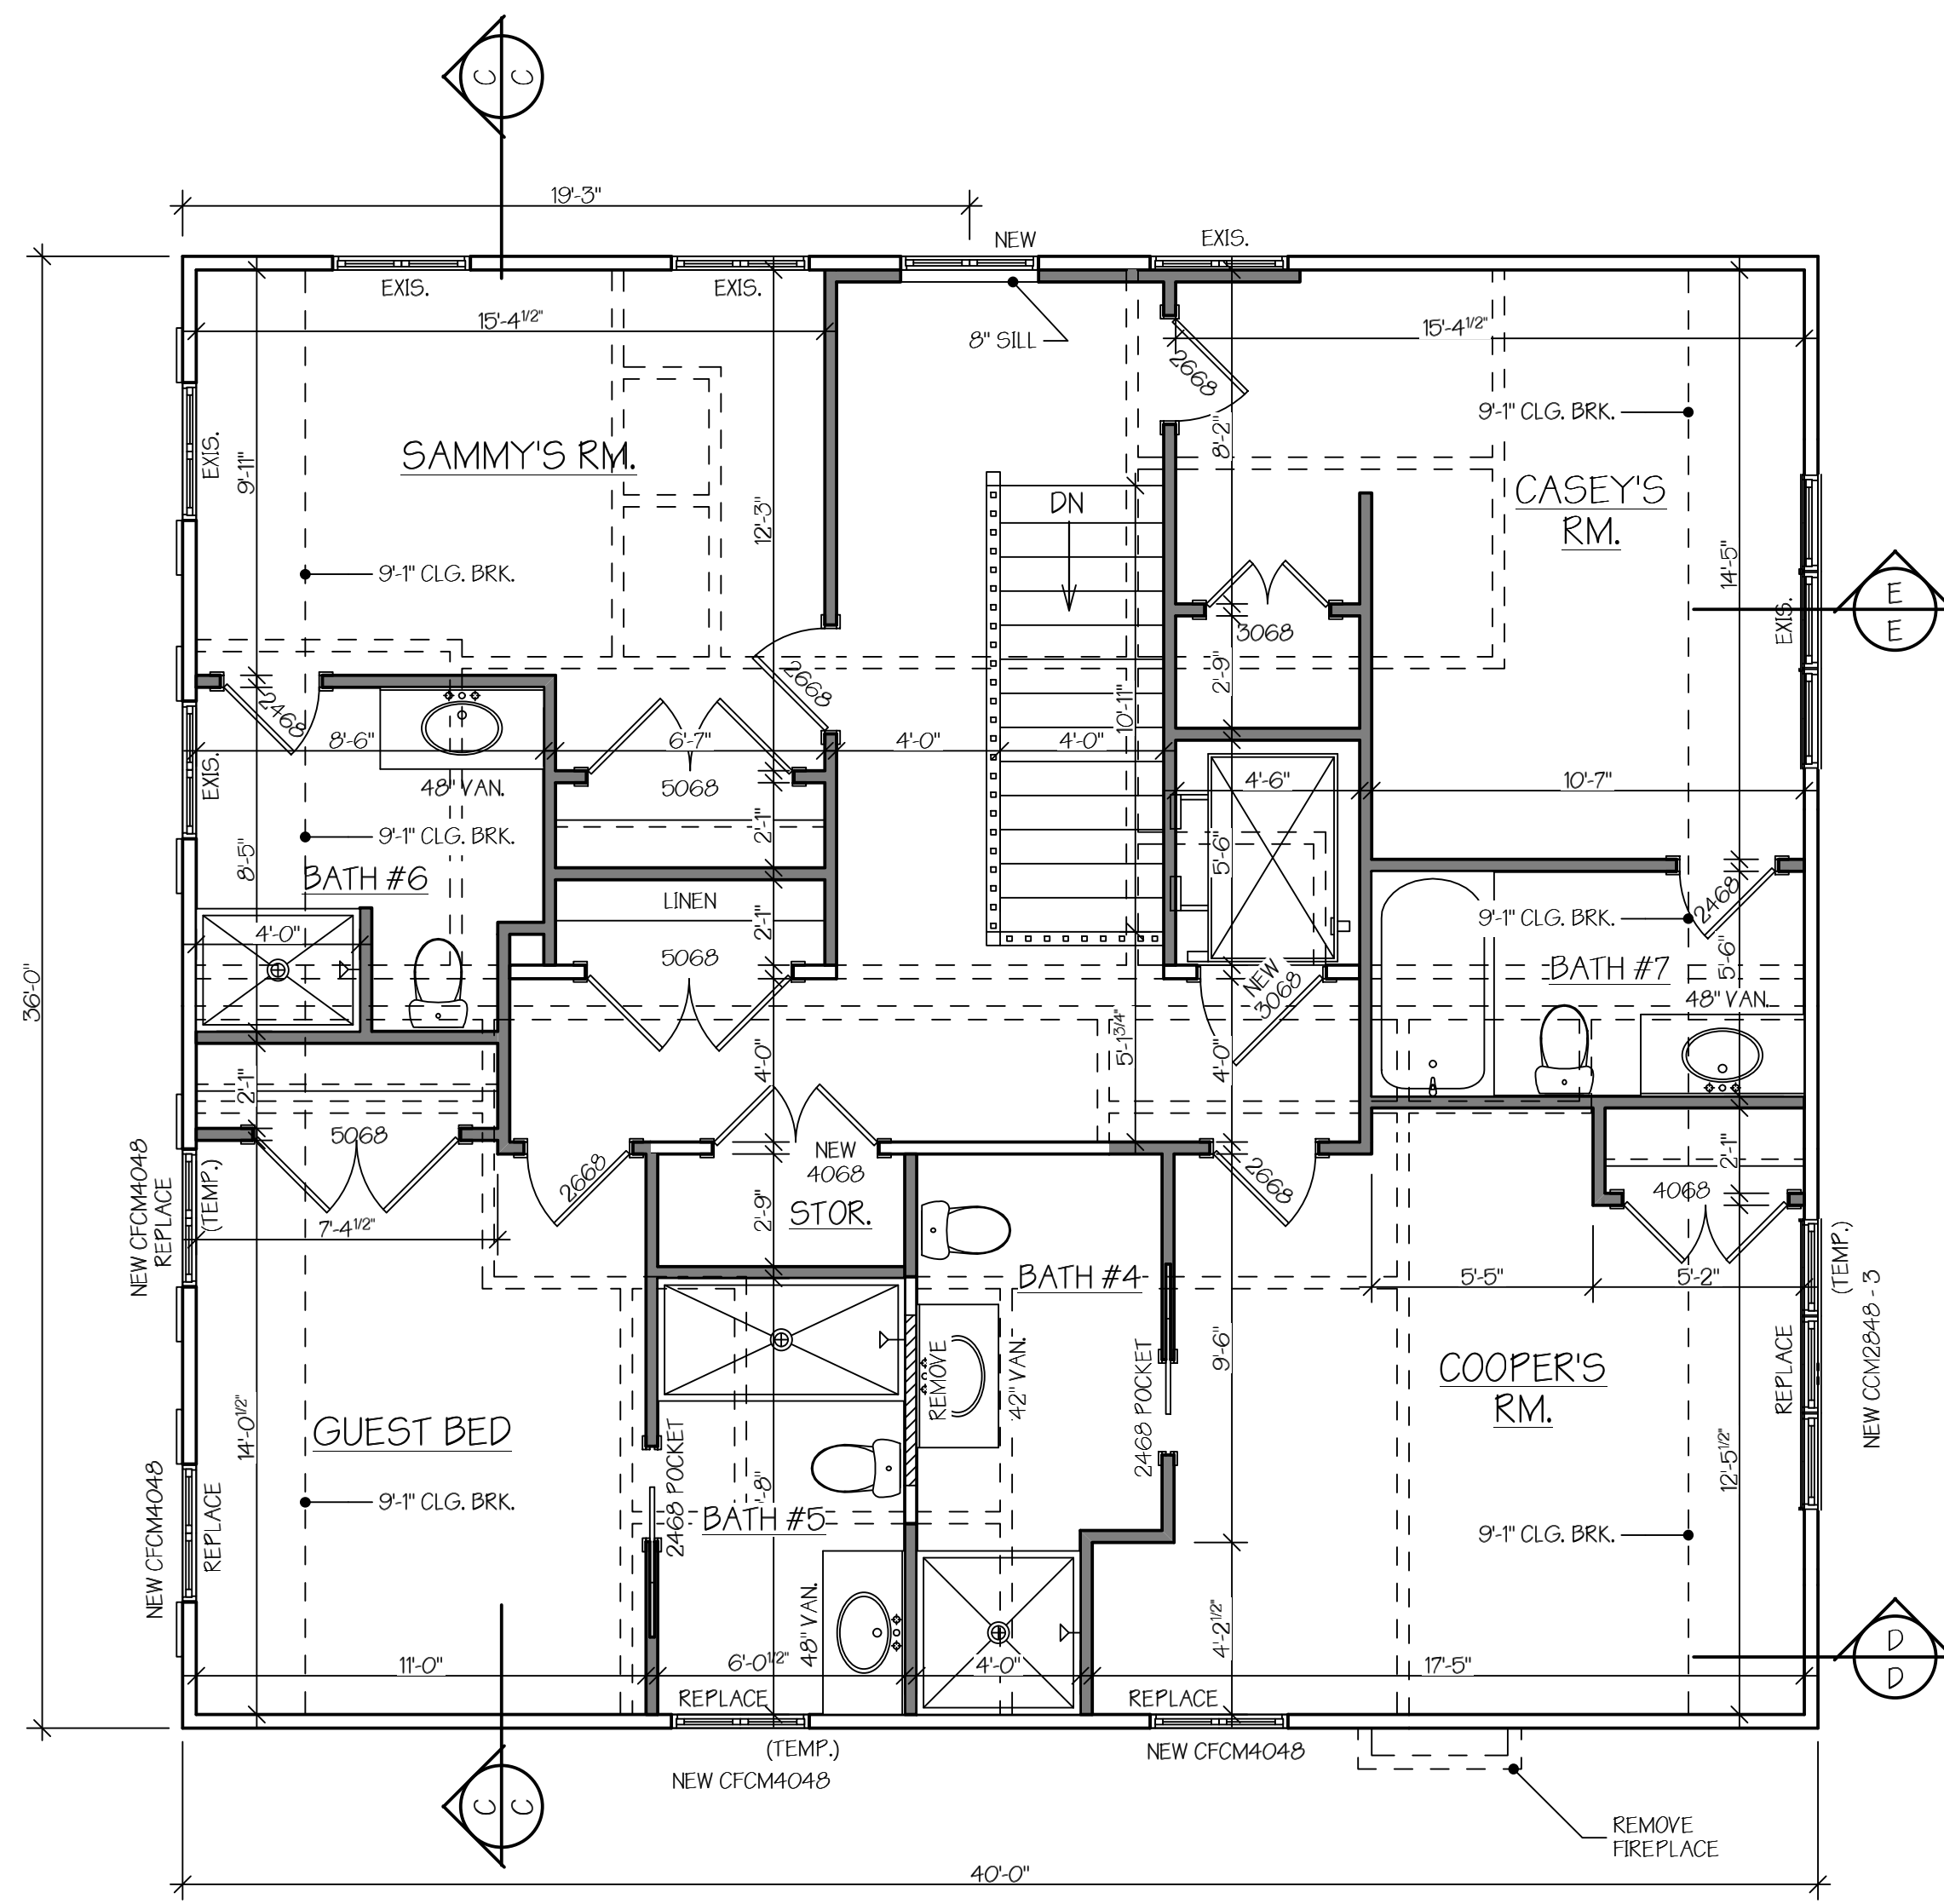 C C
19'-3"
NEW
EXIS.
EXIS.
EXIS.
15'-4 1/2"
8" SILL
15'-4 1/2"
2668
9'-1" CLG. BRK.
8'-2"
EXIS.
9'-11"
SAMMY'S RM.
12'-3"
DN
CASEY'S
RM.
14'-5"
9'-1" CLG. BRK.
E
E
EXIS.
3068
2'-9"
2668
2468
10'-11"
8'-6"
6'-7"
4'-0"
4'-0"
EXIS.
48" VAN.
5068
4'-6"
10'-7"
2'-1"
9'-1" CLG. BRK.
8'-5"
5'-6"
BATH #6
LINEN
2468
9'-1" CLG. BRK.
2'-1"
4'-0"
5068
NEW
3068
BATH #7
5'-6"
48" VAN.
36'-0"
4'-0"
5'-1 3/4"
4'-0"
2'-1"
5068
NEW
4068
2668
2668
2'-1"
4068
NEW CFCM4048
REPLACE
(TEMP.)
7'-4 1/2"
2'-9"
STOR.
BATH #4
5'-5"
5'-2"
(TEMP.)
NEW CCM2848 - 3
REPLACE
REMOVE
42" VAN.
9'-6"
2468 POCKET
COOPER'S
RM.
14'-0 1/2"
GUEST BED
2468 POCKET
12'-5 1/2"
NEW CFCM4048
REPLACE
9'-1" CLG. BRK.
-8"
BATH #5
9'-1" CLG. BRK.
48" VAN.
4'-2 1/2"
D
D
11'-0"
6'-0 1/2"
4'-0"
17'-5"
REPLACE
REPLACE
(TEMP.)
NEW CFCM4048
NEW CFCM4048
C C
REMOVE
FIREPLACE
40'-0"